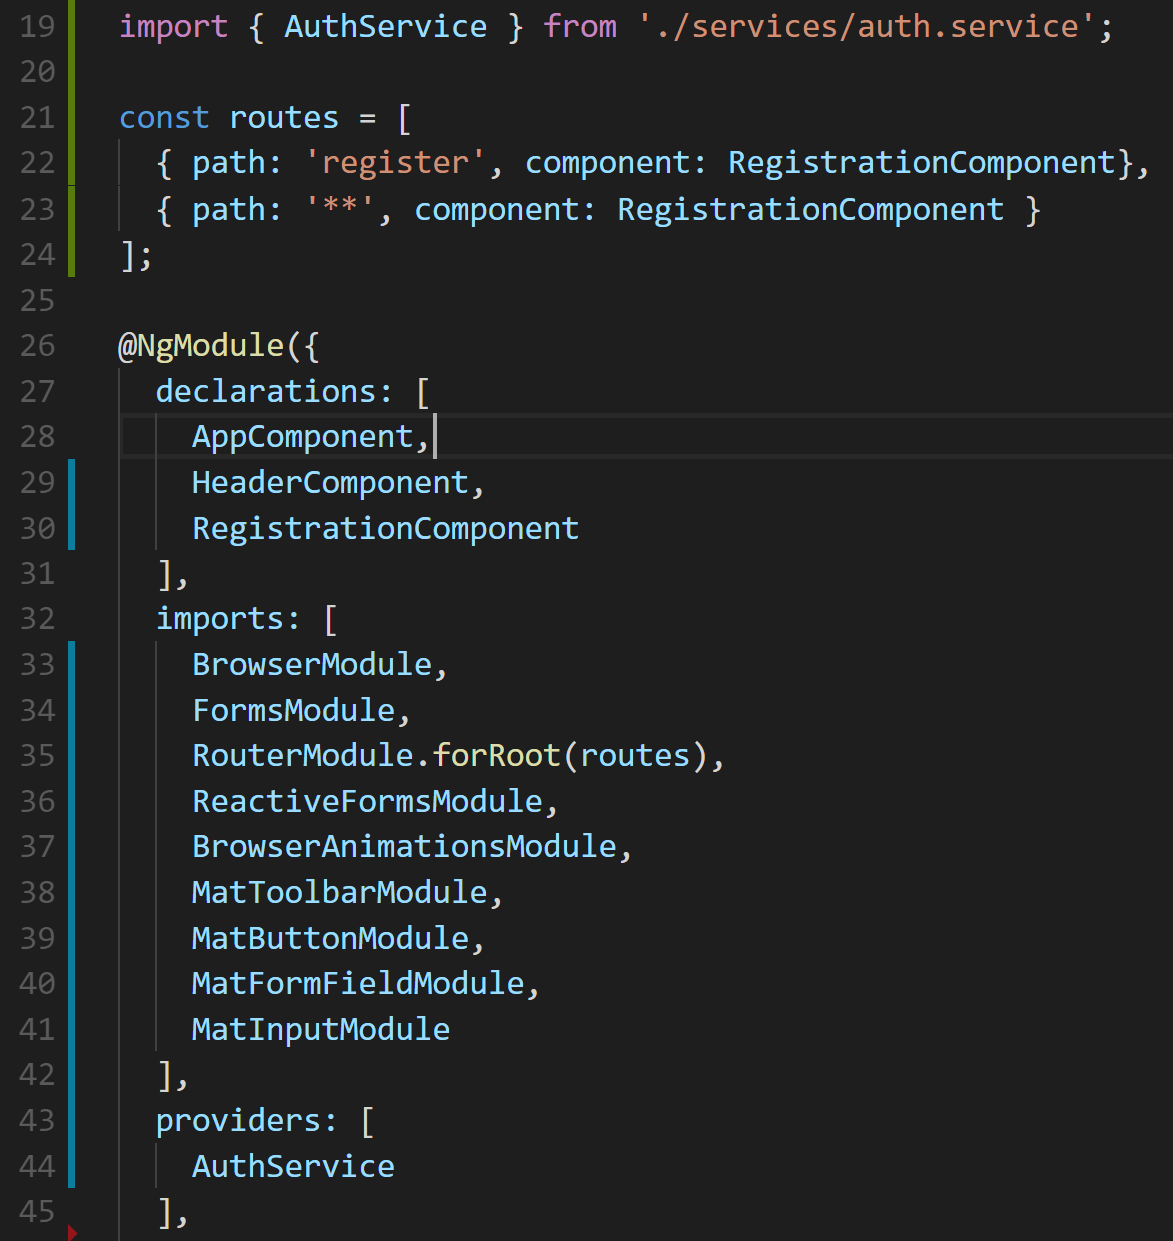 19 import { AuthService } from './services/auth.service';
20
21 const routes = [
22   { path: 'register', component: RegistrationComponent},
23   { path: '**', component: RegistrationComponent }
24 ];
25
26 @NgModule({
27   declarations: [
28     AppComponent,
29     HeaderComponent,
30     RegistrationComponent
31   ],
32   imports: [
33     BrowserModule,
34     FormsModule,
35     RouterModule.forRoot(routes),
36     ReactiveFormsModule,
37     BrowserAnimationsModule,
38     MatToolbarModule,
39     MatButtonModule,
40     MatFormFieldModule,
41     MatInputModule
42   ],
43   providers: [
44     AuthService
45   ],